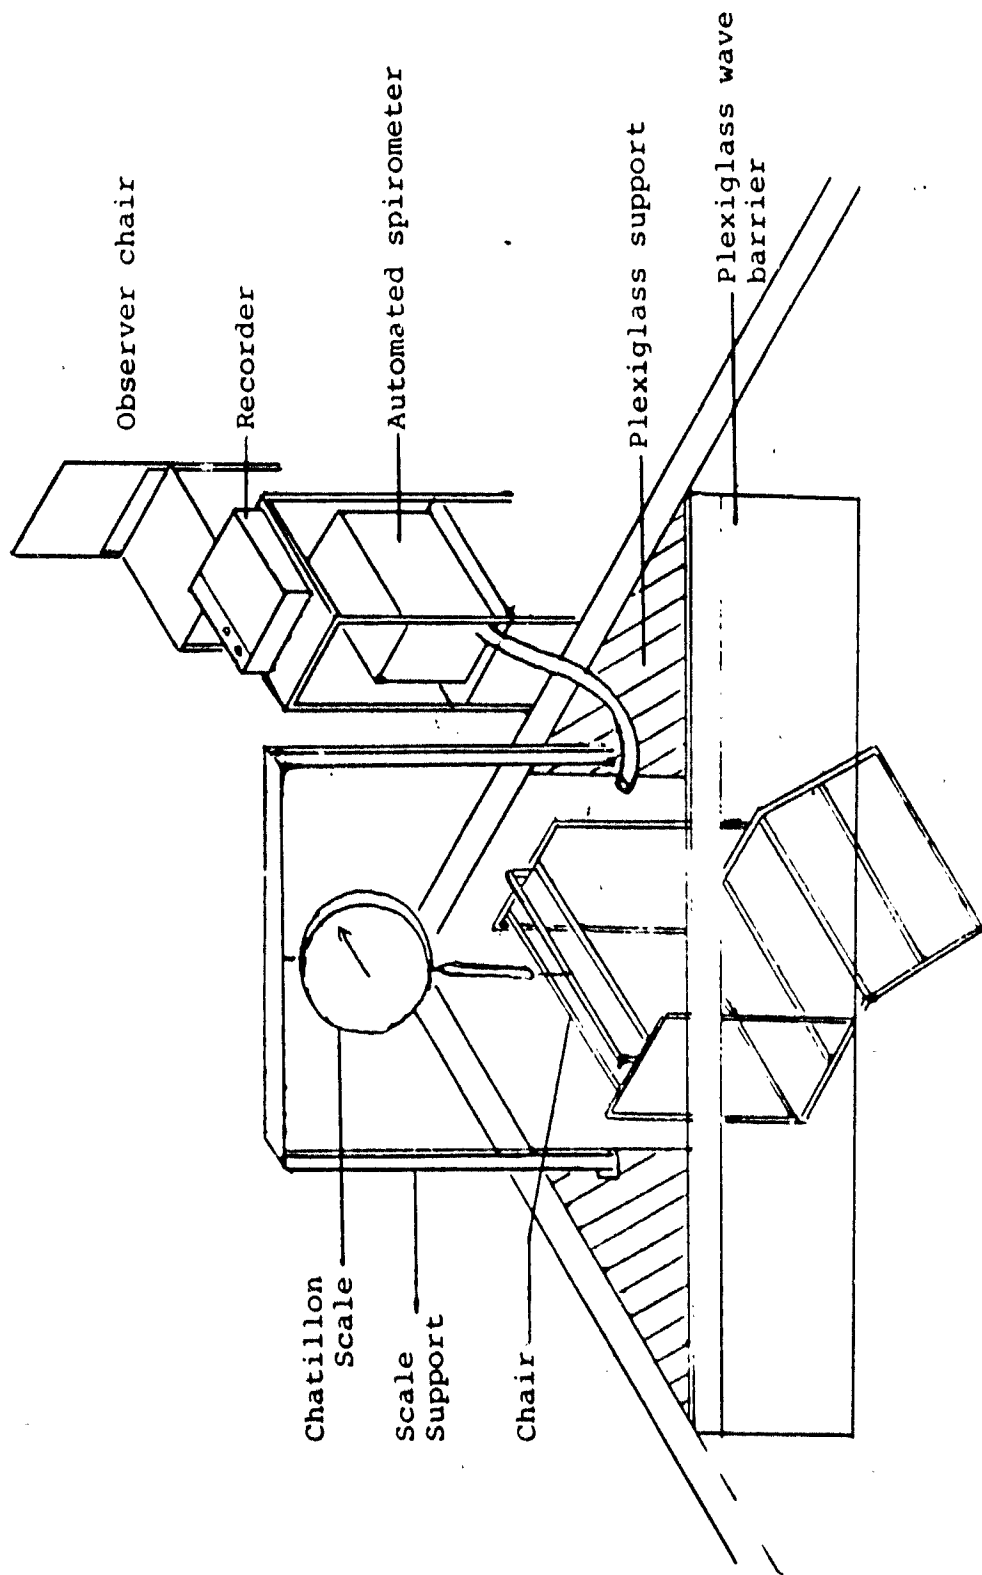 Observer chair
Recorder
Automated spirometer
Plexiglass support
Plexiglass wave
barrier
Chatillon
Scale
Scale
Support
Chair